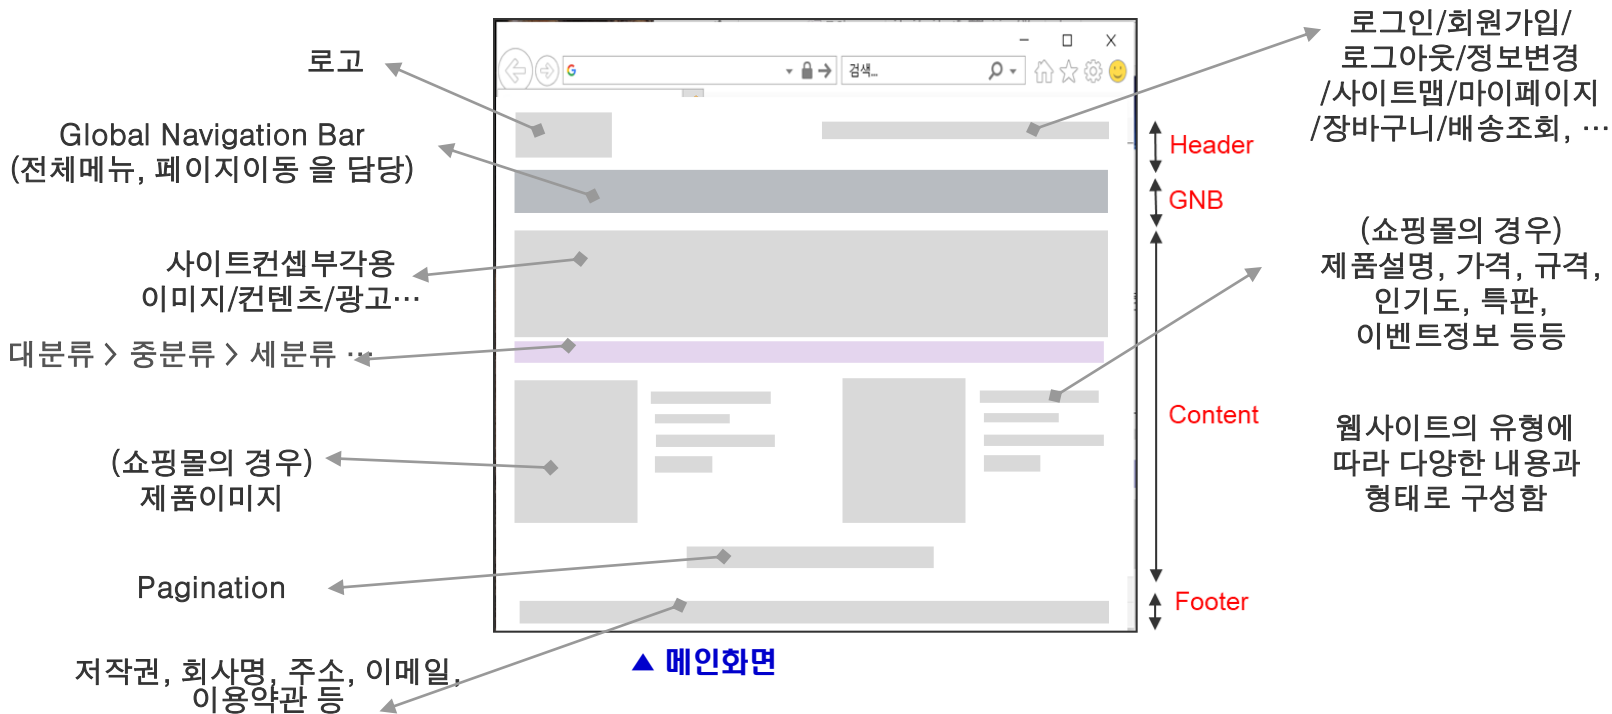 로고
Global Navigation Bar
(전체메뉴, 페이지이동 을 담당)
사이트컨셉부각용
이미지/컨텐츠/광고…
대분류 > 중분류 > 세분류 …
(쇼핑몰의 경우)
제품이미지
Pagination
저작권, 회사명, 주소, 이메일,
이용약관 등
G
검색...
▲ 메인화면
Header
GNB
Content
Footer
로그인/회원가입/
로그아웃/정보변경
/사이트맵/마이페이지
/장바구니/배송조회, …
(쇼핑몰의 경우)
제품설명, 가격, 규격,
인기도, 특판,
이벤트정보 등등
웹사이트의 유형에
따라 다양한 내용과
형태로 구성함